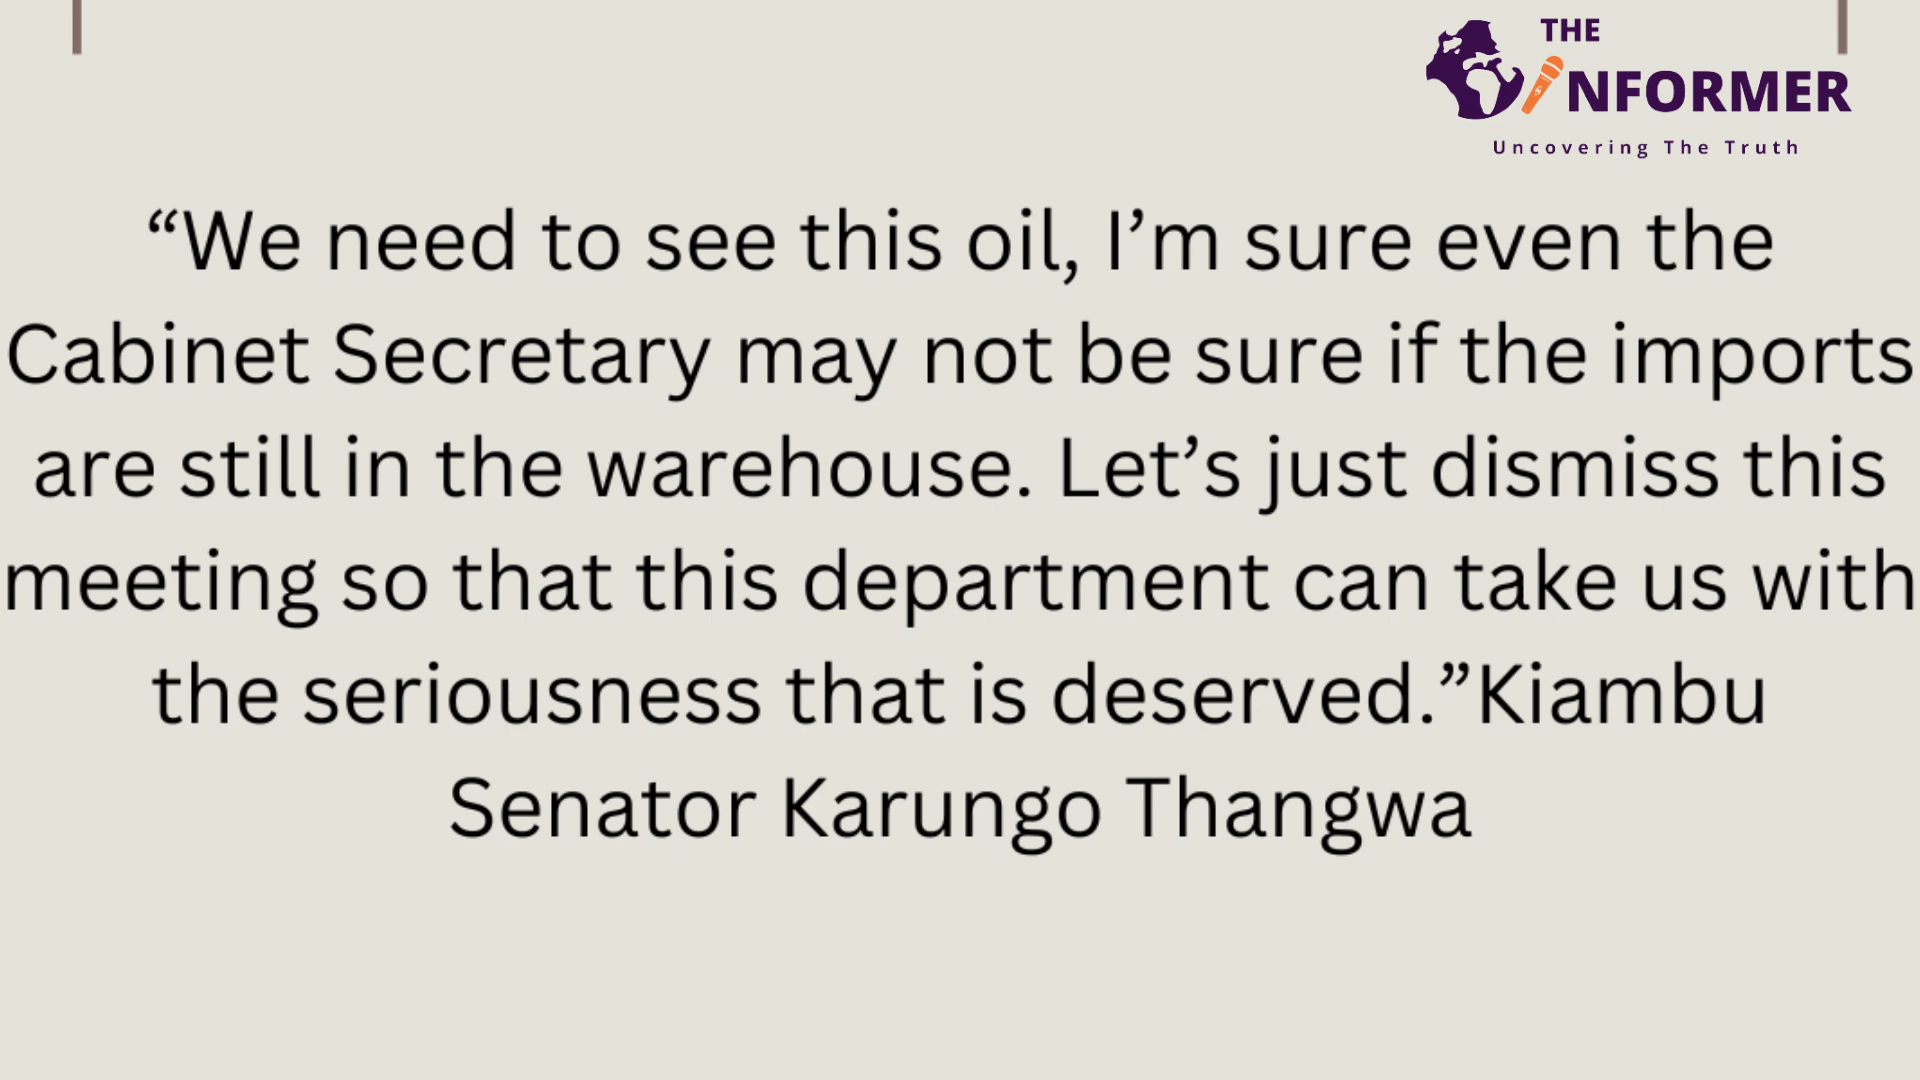 THE
INFORMER
Uncovering The Truth
“We need to see this oil, I’m sure even the
Cabinet Secretary may not be sure if the imports
are still in the warehouse. Let’s just dismiss this
meeting so that this department can take us with
the seriousness that is deserved.”Kiambu
Senator Karungo Thangwa